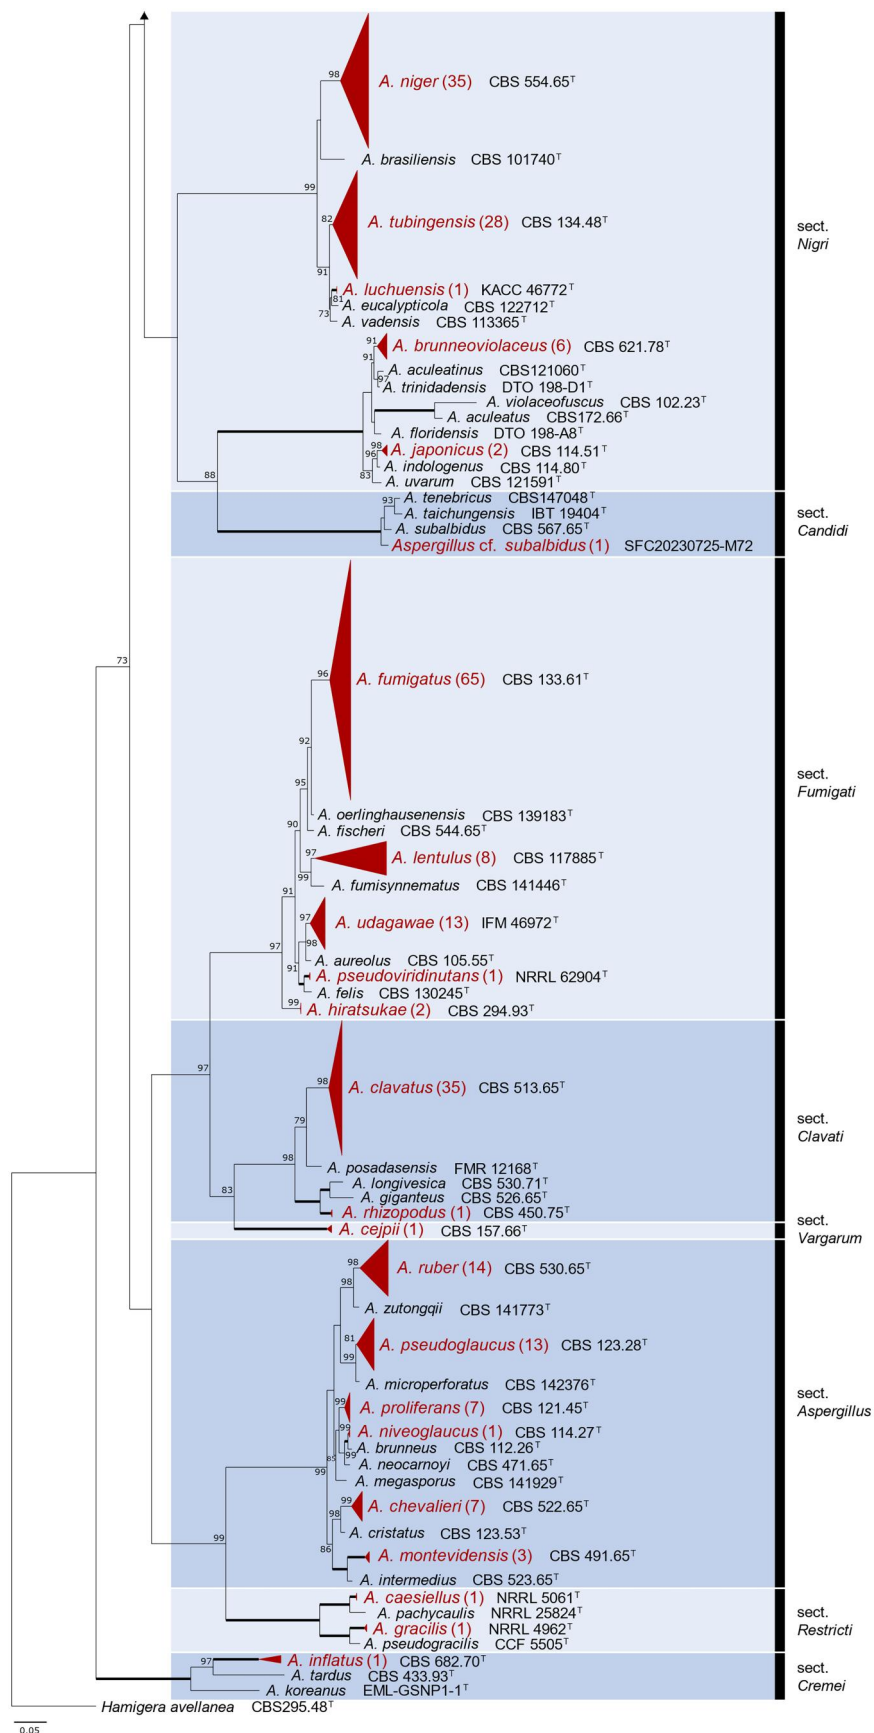 98
A. niger (35) CBS 554.65ᵀ
A. brasiliensis CBS 101740ᵀ
99
82
A. tubingensis (28) CBS 134.48ᵀ
sect.
Nigri
91
A. luchuensis (1) KACC 46772ᵀ
81
A. eucalypticola CBS 122712ᵀ
73
A. vadensis CBS 113365ᵀ
91
A. brunneoviolaceus (6) CBS 621.78ᵀ
91
A. aculeatinus CBS121060ᵀ
97
A. trinidadensis DTO 198-D1ᵀ
A. violaceofuscus CBS 102.23ᵀ
A. aculeatus CBS172.66ᵀ
A. floridensis DTO 198-A8ᵀ
98
A. japonicus (2) CBS 114.51ᵀ
96
A. indologenus CBS 114.80ᵀ
83
88
A. uvarum CBS 121591ᵀ
93
A. tenebricus CBS147048ᵀ
A. taichungensis IBT 19404ᵀ
sect.
Candidi
A. subalbidus CBS 567.65ᵀ
Aspergillus cf. subalbidus (1) SFC20230725-M72
73
96
A. fumigatus (65) CBS 133.61ᵀ
92
sect.
Fumigati
95
A. oerlinghausenensis CBS 139183ᵀ
90
A. fischeri CBS 544.65ᵀ
97
A. lentulus (8) CBS 117885ᵀ
99
A. fumisynnematus CBS 141446ᵀ
91
97
A. udagawae (13) IFM 46972ᵀ
98
97
A. aureolus CBS 105.55ᵀ
91
A. pseudoviridinutans (1) NRRL 62904ᵀ
A. felis CBS 130245ᵀ
99
A. hiratsukae (2) CBS 294.93ᵀ
97
98
A. clavatus (35) CBS 513.65ᵀ
79
sect.
Clavati
98
A. posadasensis FMR 12168ᵀ
A. longivesica CBS 530.71ᵀ
83
A. giganteus CBS 526.65ᵀ
A. rhizopodus (1) CBS 450.75ᵀ
A. cejpii (1) CBS 157.66ᵀ
sect.
Vargarum
98
A. ruber (14) CBS 530.65ᵀ
98
A. zutongqii CBS 141773ᵀ
81
A. pseudoglaucus (13) CBS 123.28ᵀ
99
A. microperforatus CBS 142376ᵀ
sect.
Aspergillus
99
A. proliferans (7) CBS 121.45ᵀ
99
A. niveoglaucus (1) CBS 114.27ᵀ
A. brunneus CBS 112.26ᵀ
99
85
A. neocarnoyi CBS 471.65ᵀ
99
A. megasporus CBS 141929ᵀ
99
A. chevalieri (7) CBS 522.65ᵀ
98
A. cristatus CBS 123.53ᵀ
99
86
A. montevidensis (3) CBS 491.65ᵀ
A. intermedius CBS 523.65ᵀ
A. caesiellus (1) NRRL 5061ᵀ
A. pachycaulis NRRL 25824ᵀ
sect.
Restricti
A. gracilis (1) NRRL 4962ᵀ
A. pseudogracilis CCF 5505ᵀ
97
A. inflatus (1) CBS 682.70ᵀ
A. tardus CBS 433.93ᵀ
sect.
Cremei
A. koreanus EML-GSNP1-1ᵀ
Hamigera avellanea CBS295.48ᵀ
0.05